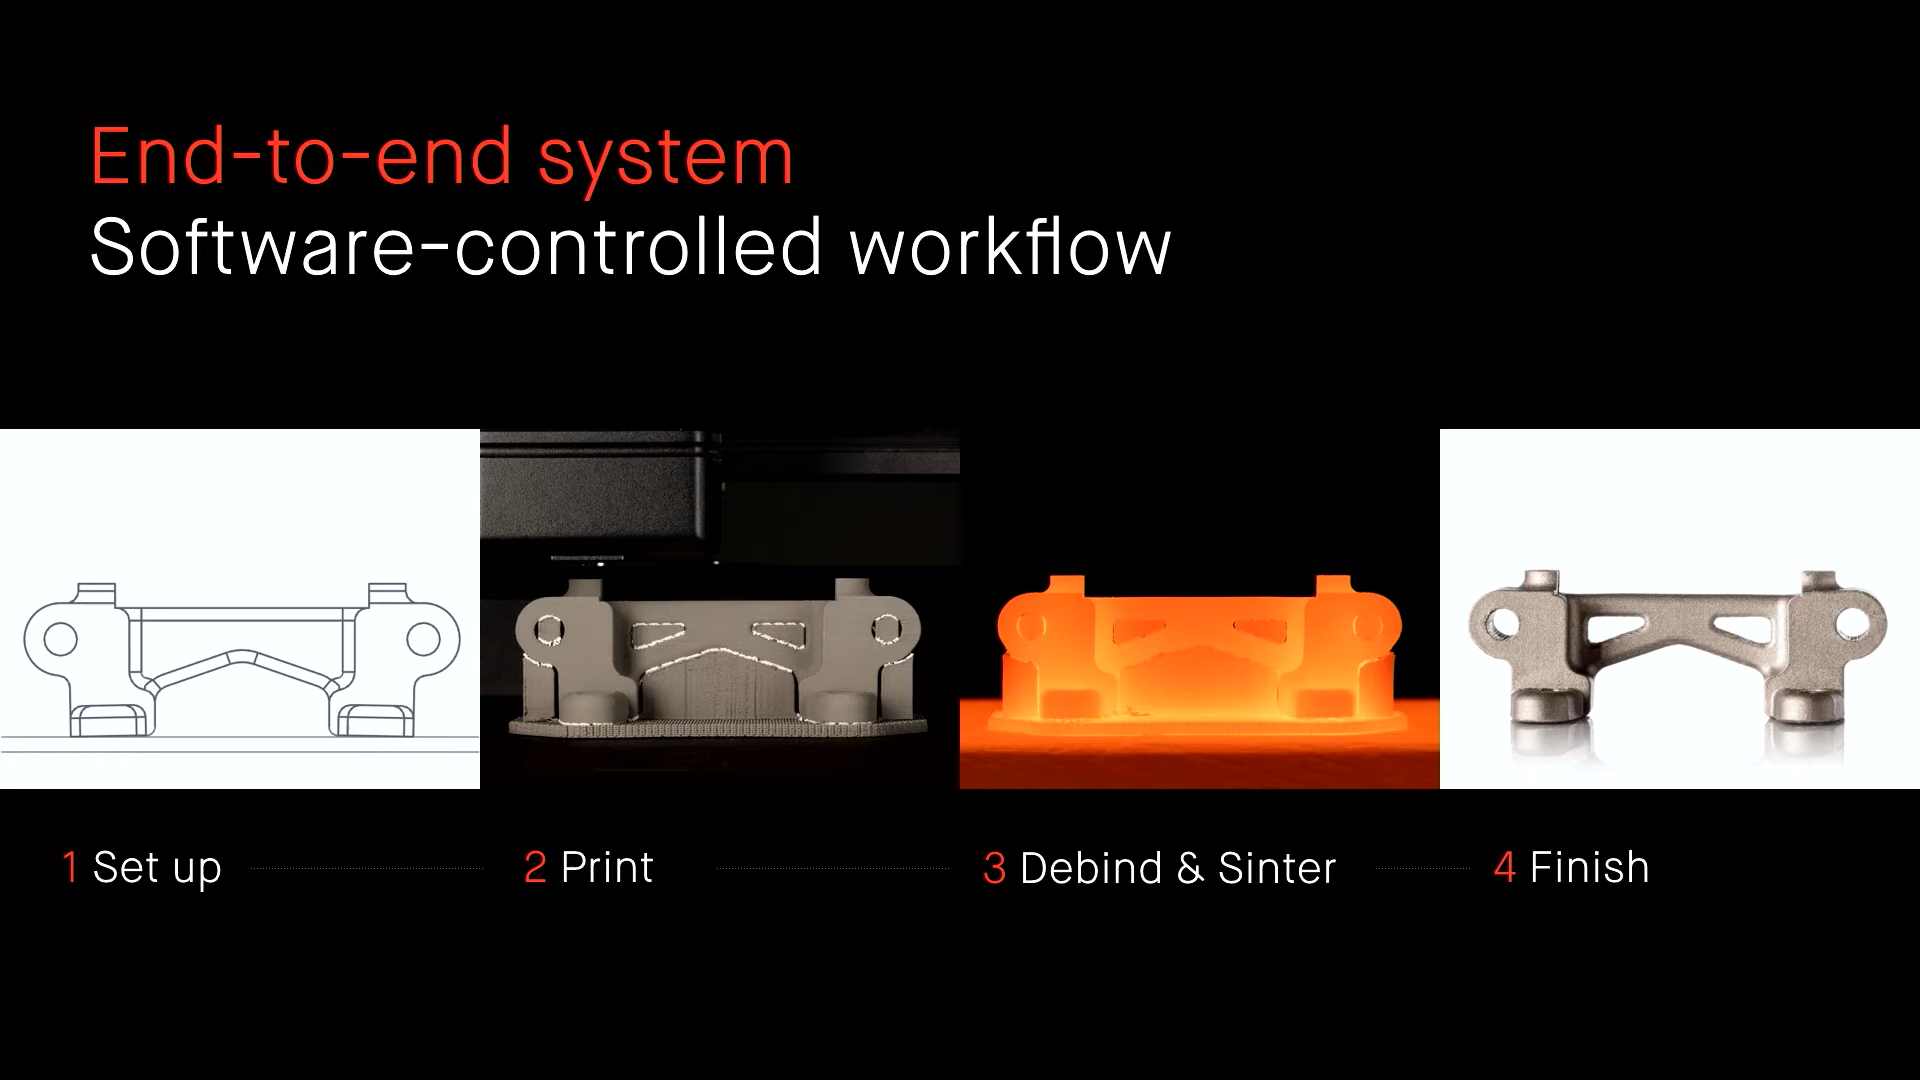 End-to-end system
Software-controlled workflow
1 Set up
2 Print
3 Debind & Sinter
4 Finish